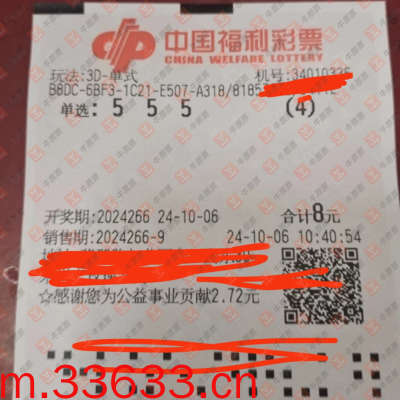 中国福利彩票
CHINA WELFARE LOTTERY
玩法:3D-单式 机号:34010325
B8DC-6BF3-1C21-E507-A318/8185
单选: 5 5 5 (4)
开奖期:2024266 24-10-06 合计8元
销售期:2024266-9 24-10-06 10:40:54
☆感谢您为公益事业贡献2.72元
m.33633.cn